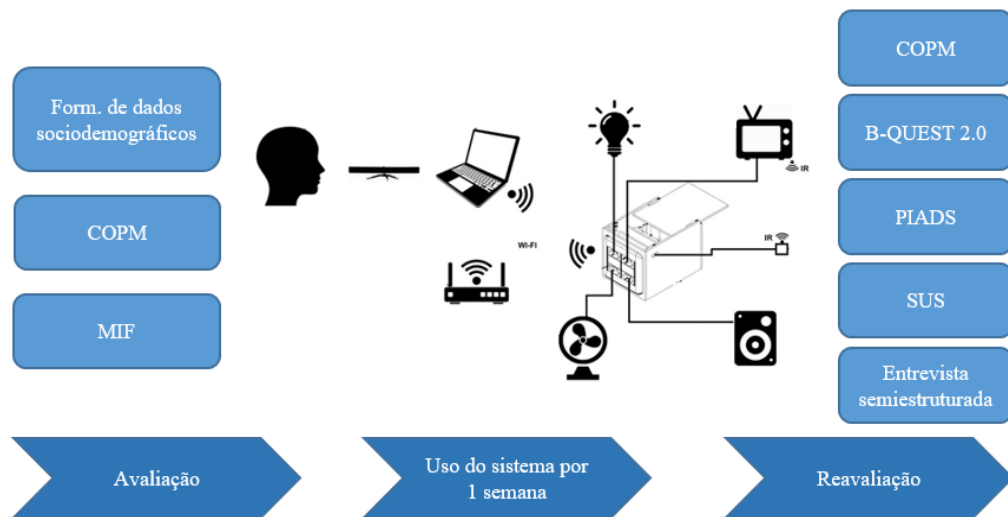 Form. de dados
sociodemográficos
COPM
MIF
WI-FI
IR
IR
COPM
B-QUEST 2.0
PIADS
SUS
Entrevista
semiestruturada
Avaliação
Uso do sistema por
1 semana
Reavaliação